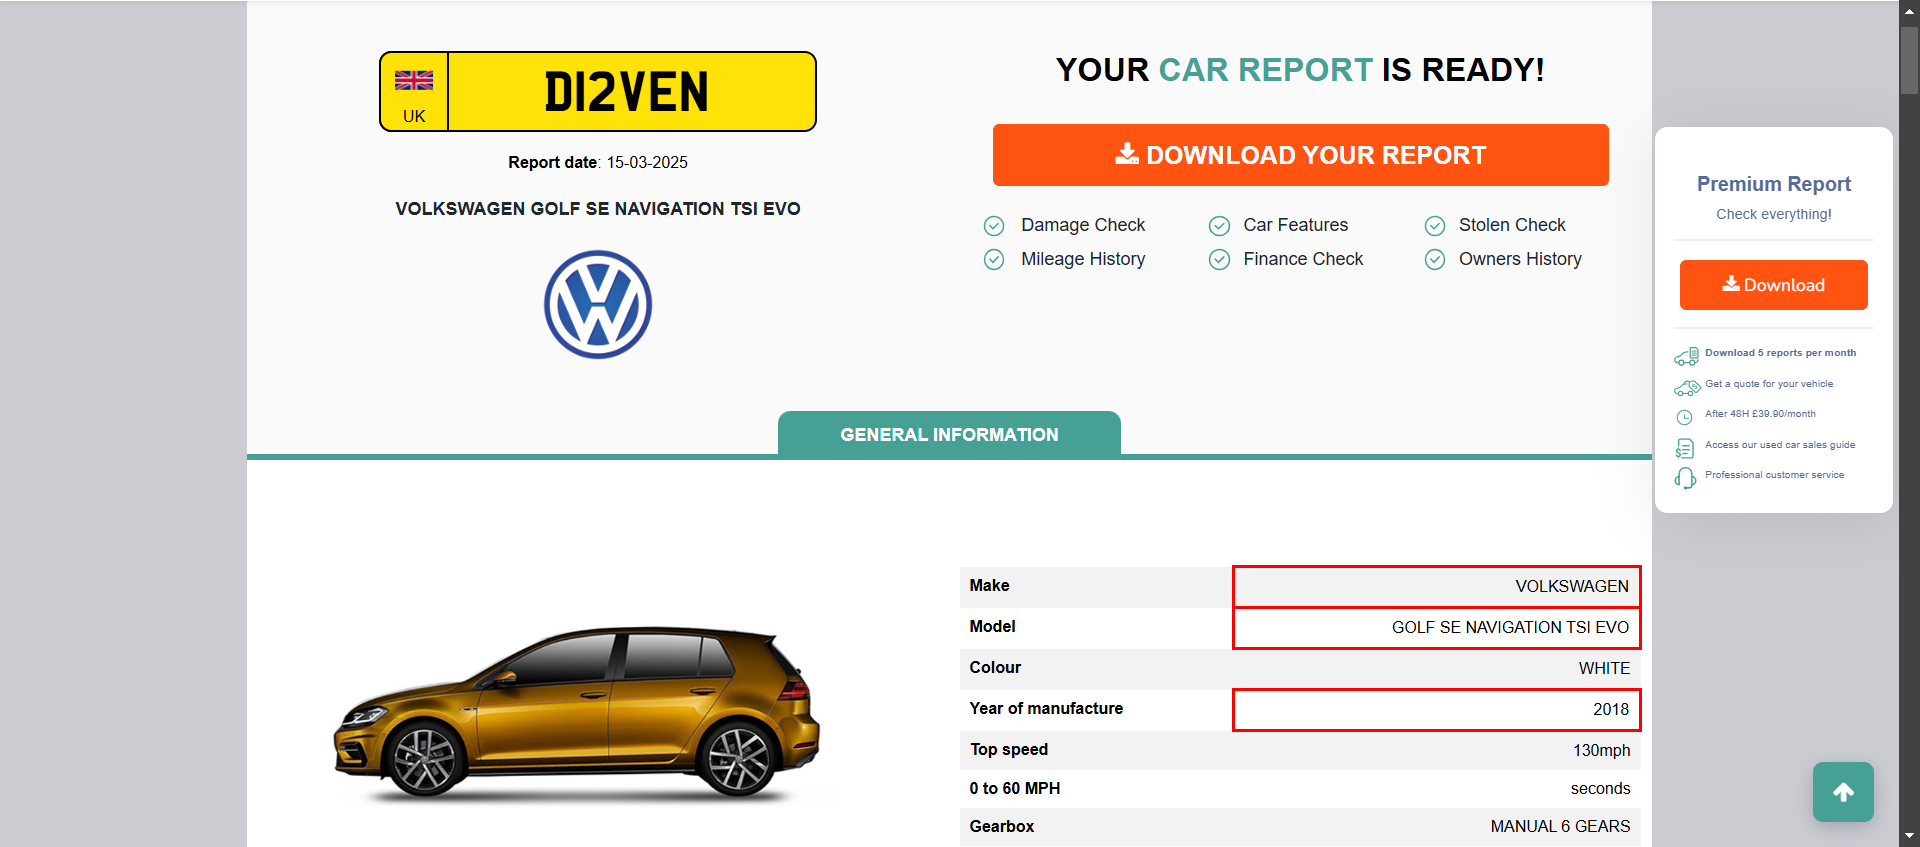 UK
D12VEN
Report date: 15-03-2025
VOLKSWAGEN GOLF SE NAVIGATION TSI EVO
YOUR CAR REPORT IS READY!
DOWNLOAD YOUR REPORT
Damage Check
Car Features
Stolen Check
Mileage History
Finance Check
Owners History
Premium Report
Check everything!
Download
Download 5 reports per month
Get a quote for your vehicle
After 48H £39.90/month
Access our used car sales guide
Professional customer service
GENERAL INFORMATION
Make VOLKSWAGEN
Model GOLF SE NAVIGATION TSI EVO
Colour WHITE
Year of manufacture 2018
Top speed 130mph
0 to 60 MPH seconds
Gearbox MANUAL 6 GEARS